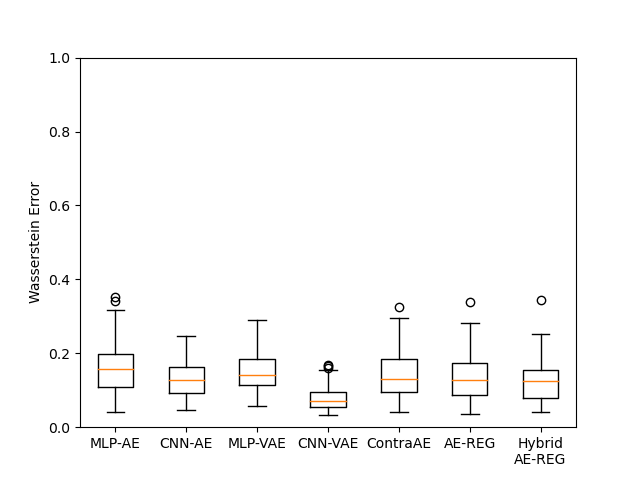 1.0
0.8
0.6
0.4
0.2
0.0
Wasserstein Error
MLP-AE CNN-AE MLP-VAE CNN-VAE ContraAE AE-REG Hybrid
AE-REG